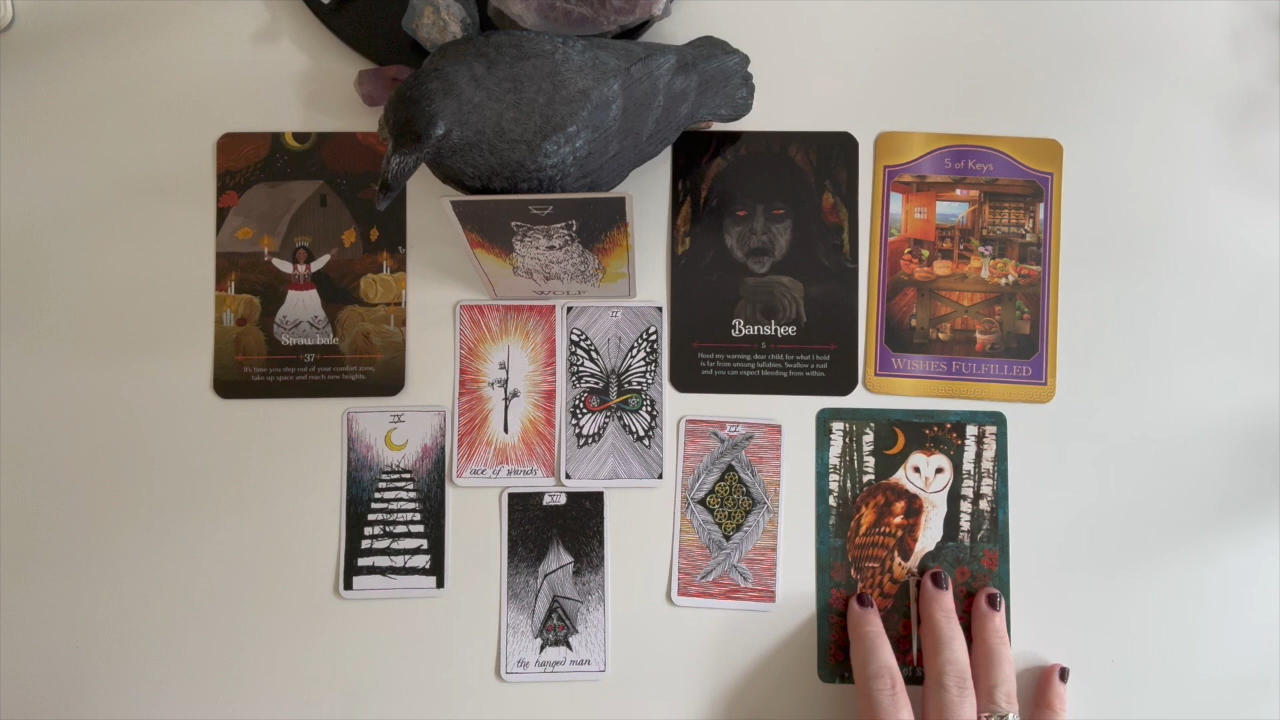 Straw bale
37
It's time you step out of your comfort zone,
take up space and reach new heights.
WOLF
Banshee
5
Heed my warning, dear child, for what I hold
is far from unsung lullabies. Swallow a nail
and you can expect bleeding from within.
5 of Keys
WISHES FULFILLED
ace of wands
II
IX
XII
the hanged man
of S